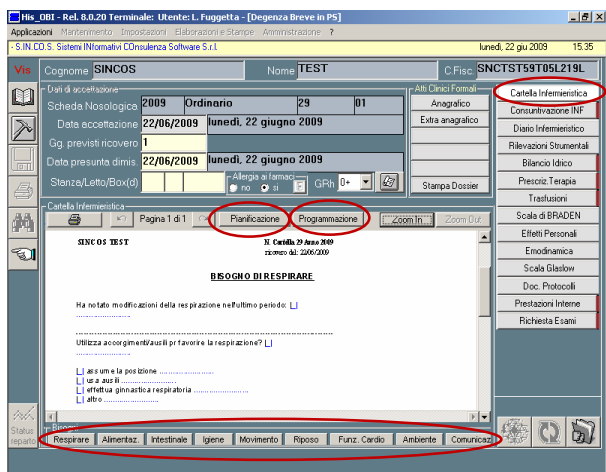 His_OBI - Rel. 8.0.20 Terminale: Utente: L. Fuggetta - [Degenza Breve in PS]
Applicazioni Mantenimento Impostazioni Elaborazioni e Stampe Amministrazione ?
- S.IN.CO.S. Sistemi INformativi COnsulenza Software S.r.l. lunedì, 22 giu 2009 15.35
Vis Cognome SINCOS Nome TEST C.Fisc. SNCTST59T05L219L
Dati di accettazione
Scheda Nosologica 2009 Ordinario 29 01
Data accettazione 22/06/2009 lunedì, 22 giugno 2009
Gg. previsti ricovero 1
Data presunta dimis. 22/06/2009 lunedì, 22 giugno 2009
Stanza/Letto/Box(d) Allergia ai farmaci no si E GRh 0+
Atti Clinici Formali
Anagrafico
Extra anagrafico
Stampa Dossier
Cartella Infermieristica
Consuntivazione INF
Diario Infermieristico
Rilevazioni Strumentali
Bilancio Idrico
Prescriz.Terapia
Trasfusioni
Scala di BRADEN
Effetti Personali
Emodinamica
Scala Glaslow
Doc. Protocolli
Prestazioni Interne
Richiesta Esami
Cartella Infermieristica
Pagina 1 di 1 Pianificazione Programmazione Zoom In Zoom Out
SINCOS TEST N. Cartella 29 Anno 2009
ricovero del: 22/06/2009
BISOGNO DI RESPIRARE
Ha notato modificazioni della respirazione nell'ultimo periodo: |_|
........................
Utilizza accorgimenti/ausili pr favorire la respirazione? |_|
........................
|_| assume la posizione ........................
|_| usa ausili ........................
|_| effettua ginnastica respiratoria ........................
|_| altro ........................
Status reparto
Bisogno
Respirare Alimentaz. Intestinale Igiene Movimento Riposo Funz. Cardio Ambiente Comunicaz